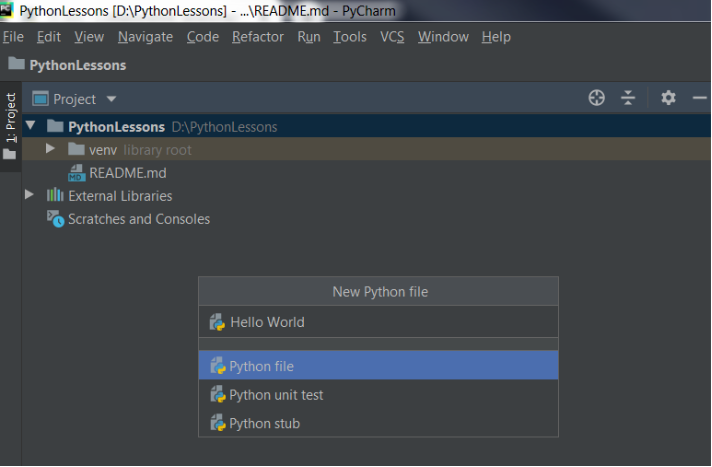 PythonLessons [D:\PythonLessons] - ...\README.md - PyCharm
File Edit View Navigate Code Refactor Run Tools VCS Window Help
PythonLessons
1: Project
Project
PythonLessons D:\PythonLessons
venv library root
README.md
External Libraries
Scratches and Consoles
New Python file
Hello World
Python file
Python unit test
Python stub